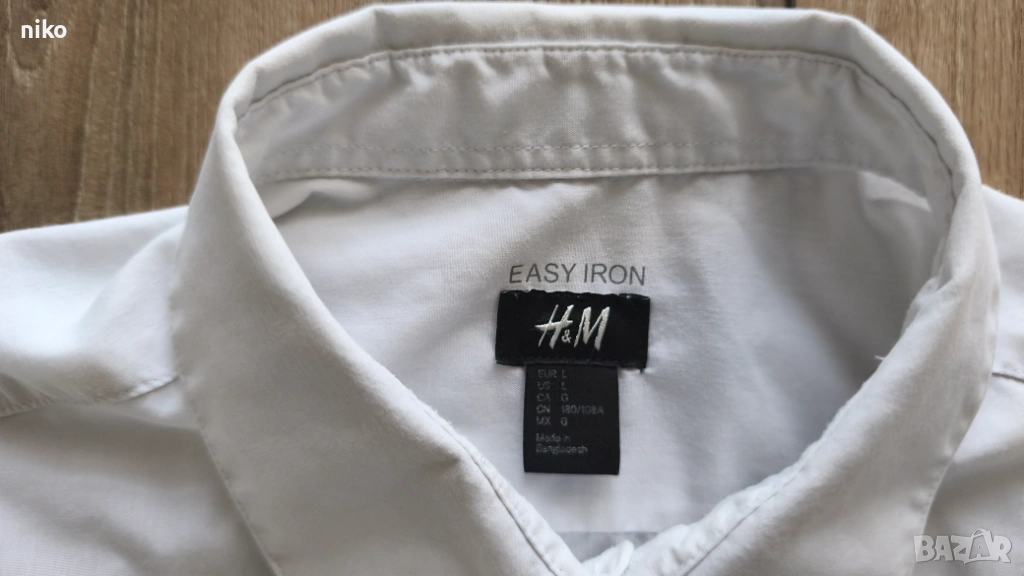 niko
EASY IRON
H&M
EUR L
US L
CA G
CN 180/108A
MX G
Made in
Bangladesh
BAZAR